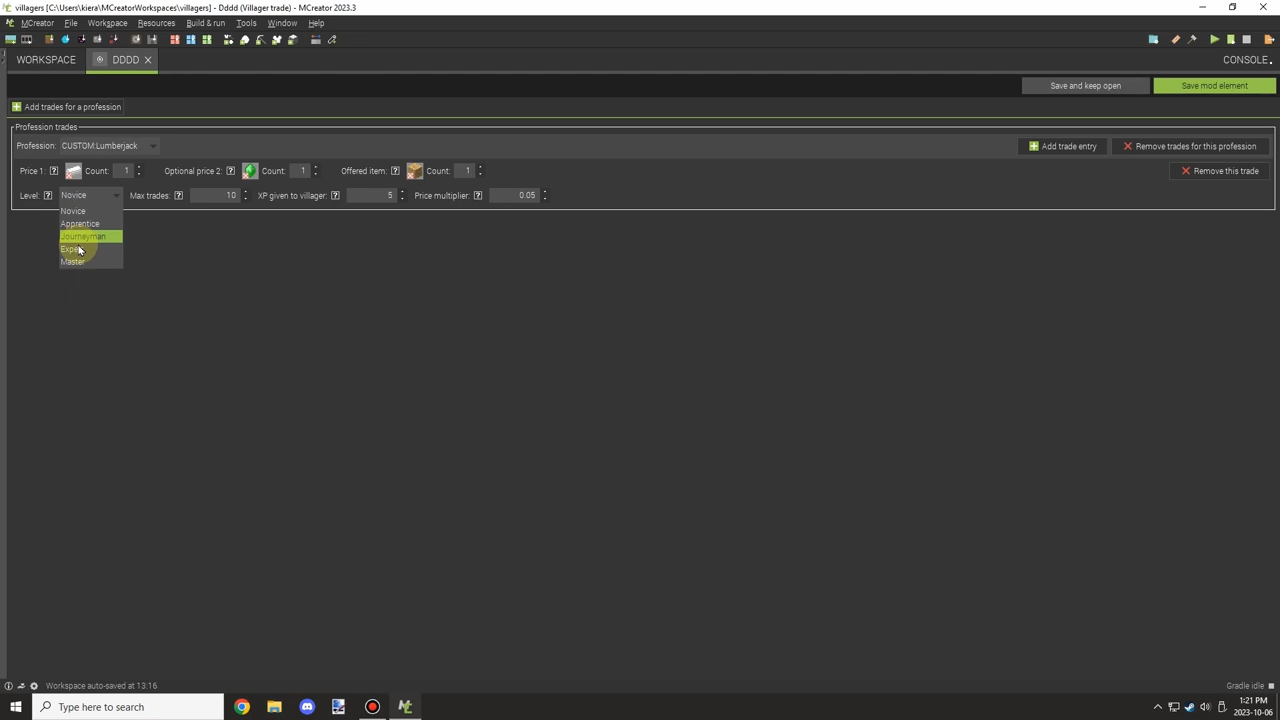 villagers [C:\Users\kiera\MCreatorWorkspaces\villagers] - Dddd (Villager trade) - MCreator 2023.3
MCreator File Workspace Resources Build & run Tools Window Help
WORKSPACE DDDD CONSOLE
Save and keep open Save mod element
Add trades for a profession
Profession trades
Profession: CUSTOM:Lumberjack Add trade entry Remove trades for this profession
Price 1: ? Count: 1 Optional price 2: ? Count: 1 Offered item: ? Count: 1 Remove this trade
Level: ? Novice Max trades: ? 10 XP given to villager: ? 5 Price multiplier: ? 0.05
Novice
Apprentice
Journeyman
Master
Workspace auto-saved at 13:16 Gradle idle
Type here to search 1:21 PM
2023-10-06